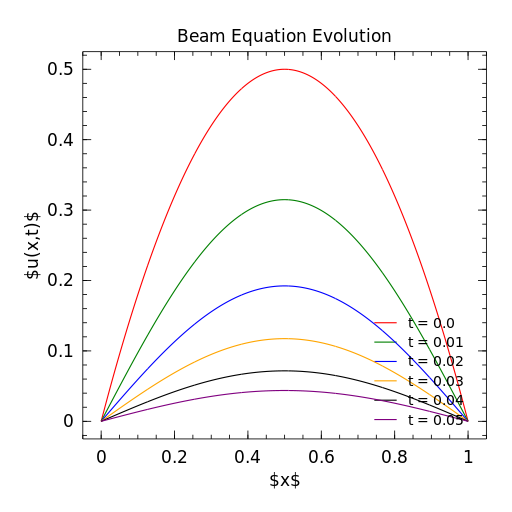 Beam Equation Evolution
0.5
0.4
0.3
0.2
0.1
0
$u(x,t)$
t = 0.0
t = 0.01
t = 0.02
t = 0.03
t = 0.04
t = 0.05
0 0.2 0.4 0.6 0.8 1
$x$